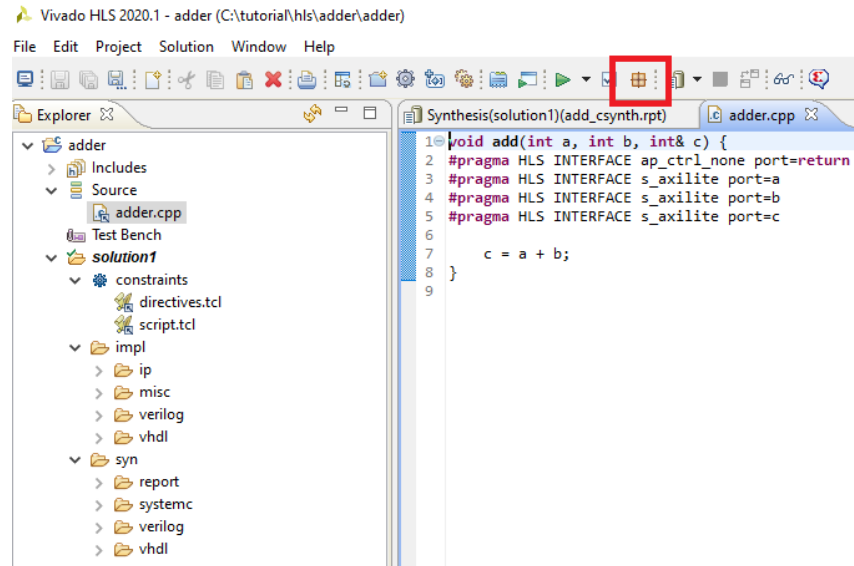 Vivado HLS 2020.1 - adder (C:\tutorial\hls\adder\adder)
File Edit Project Solution Window Help
Explorer
adder
Includes
Source
adder.cpp
Test Bench
solution1
constraints
directives.tcl
script.tcl
impl
ip
misc
verilog
vhdl
syn
report
systemc
verilog
vhdl
Synthesis(solution1)(add_csynth.rpt) adder.cpp
1 void add(int a, int b, int& c) {
2 #pragma HLS INTERFACE ap_ctrl_none port=return
3 #pragma HLS INTERFACE s_axilite port=a
4 #pragma HLS INTERFACE s_axilite port=b
5 #pragma HLS INTERFACE s_axilite port=c
6
7 c = a + b;
8 }
9